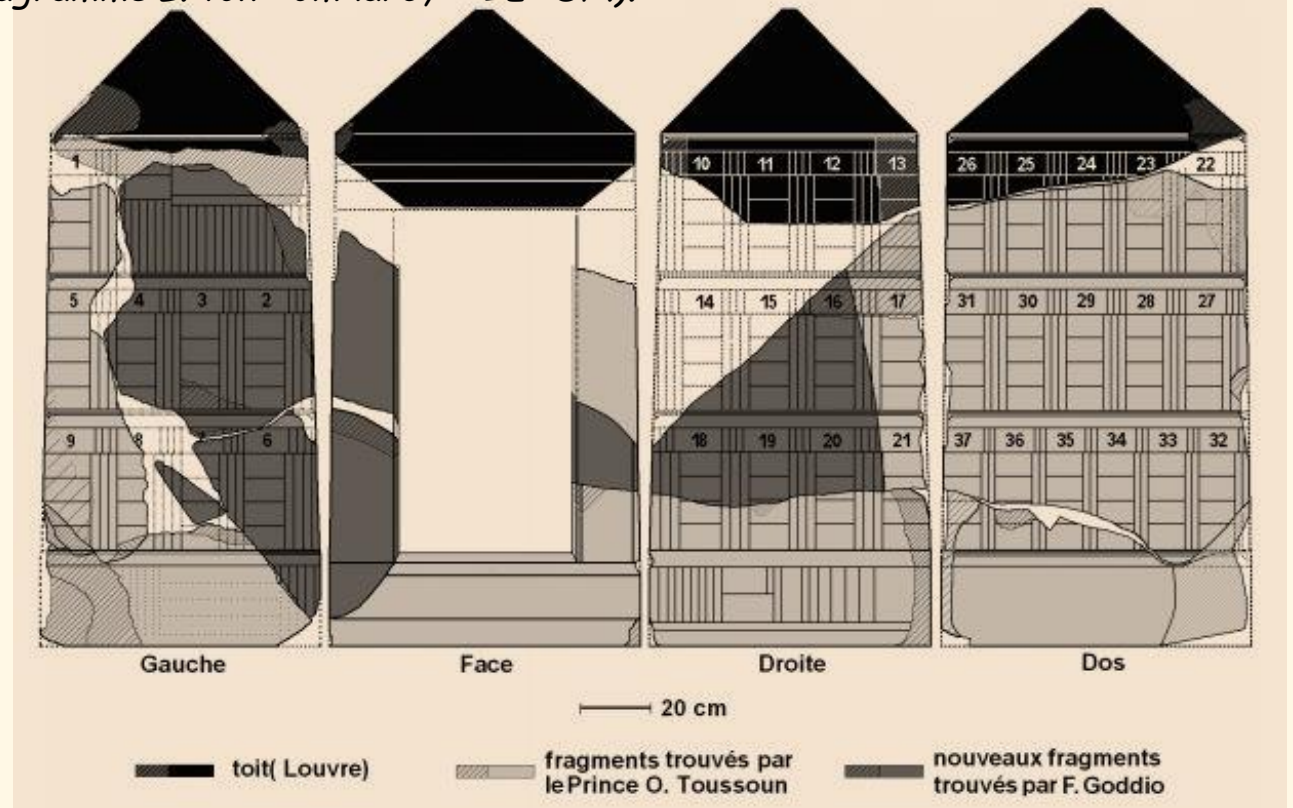 1
10 11 12 13
26 25 24 23 22
5 4 3 2
14 15 16 17
31 30 29 28 27
9 8 6
18 19 20 21
37 36 35 34 33 32
Gauche Face Droite Dos
20 cm
toit( Louvre)
fragments trouvés par
le Prince O. Toussoun
nouveaux fragments
trouvés par F. Goddio